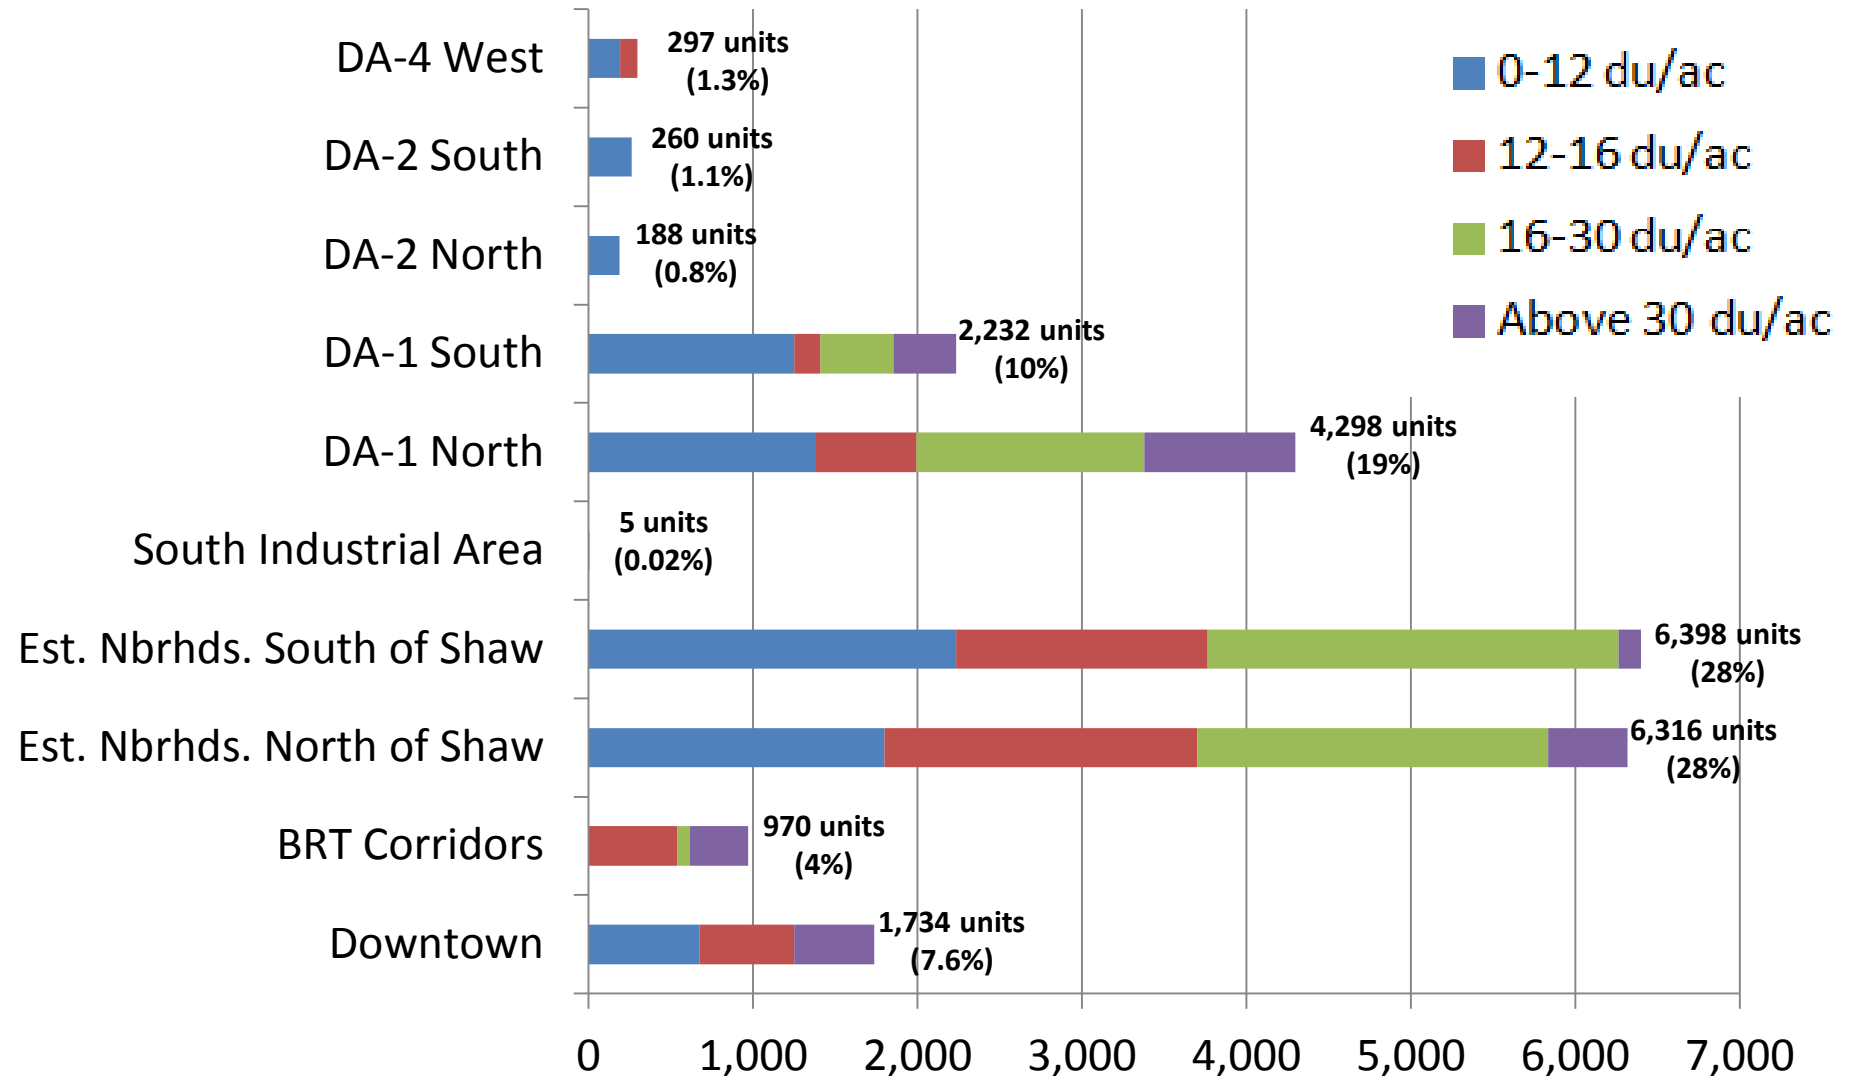 DA-4 West
297 units
(1.3%)
DA-2 South
260 units
(1.1%)
DA-2 North
188 units
(0.8%)
DA-1 South
2,232 units
(10%)
DA-1 North
4,298 units
(19%)
South Industrial Area
5 units
(0.02%)
Est. Nbrhds. South of Shaw
6,398 units
(28%)
Est. Nbrhds. North of Shaw
6,316 units
(28%)
BRT Corridors
970 units
(4%)
Downtown
1,734 units
(7.6%)
0 1,000 2,000 3,000 4,000 5,000 6,000 7,000
0-12 du/ac
12-16 du/ac
16-30 du/ac
Above 30 du/ac